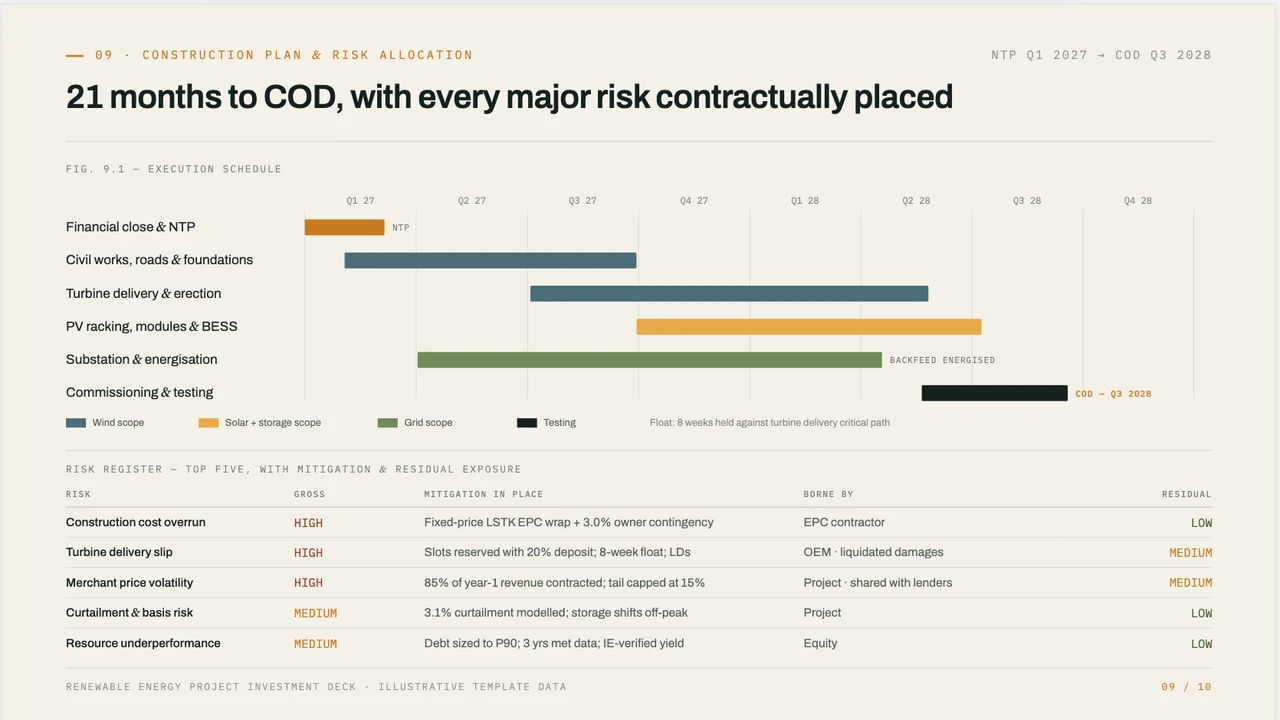 — 09 · CONSTRUCTION PLAN & RISK ALLOCATION
NTP Q1 2027 → COD Q3 2028
21 months to COD, with every major risk contractually placed
FIG. 9.1 — EXECUTION SCHEDULE
Q1 27 Q2 27 Q3 27 Q4 27 Q1 28 Q2 28 Q3 28 Q4 28
Financial close & NTP NTP
Civil works, roads & foundations
Turbine delivery & erection
PV racking, modules & BESS
Substation & energisation BACKFEED ENERGISED
Commissioning & testing COD — Q3 2028
Wind scope Solar + storage scope Grid scope Testing Float: 8 weeks held against turbine delivery critical path
RISK REGISTER — TOP FIVE, WITH MITIGATION & RESIDUAL EXPOSURE
RISK GROSS MITIGATION IN PLACE BORNE BY RESIDUAL
Construction cost overrun HIGH Fixed-price LSTK EPC wrap + 3.0% owner contingency EPC contractor LOW
Turbine delivery slip HIGH Slots reserved with 20% deposit; 8-week float; LDs OEM · liquidated damages MEDIUM
Merchant price volatility HIGH 85% of year-1 revenue contracted; tail capped at 15% Project · shared with lenders MEDIUM
Curtailment & basis risk MEDIUM 3.1% curtailment modelled; storage shifts off-peak Project LOW
Resource underperformance MEDIUM Debt sized to P90; 3 yrs met data; IE-verified yield Equity LOW
RENEWABLE ENERGY PROJECT INVESTMENT DECK · ILLUSTRATIVE TEMPLATE DATA
09 / 10